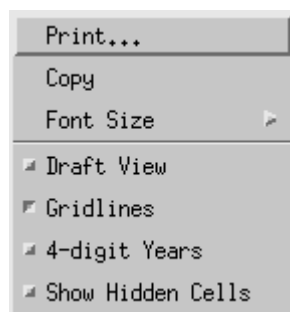 Print...
Copy
Font Size
Draft View
Gridlines
4-digit Years
Show Hidden Cells